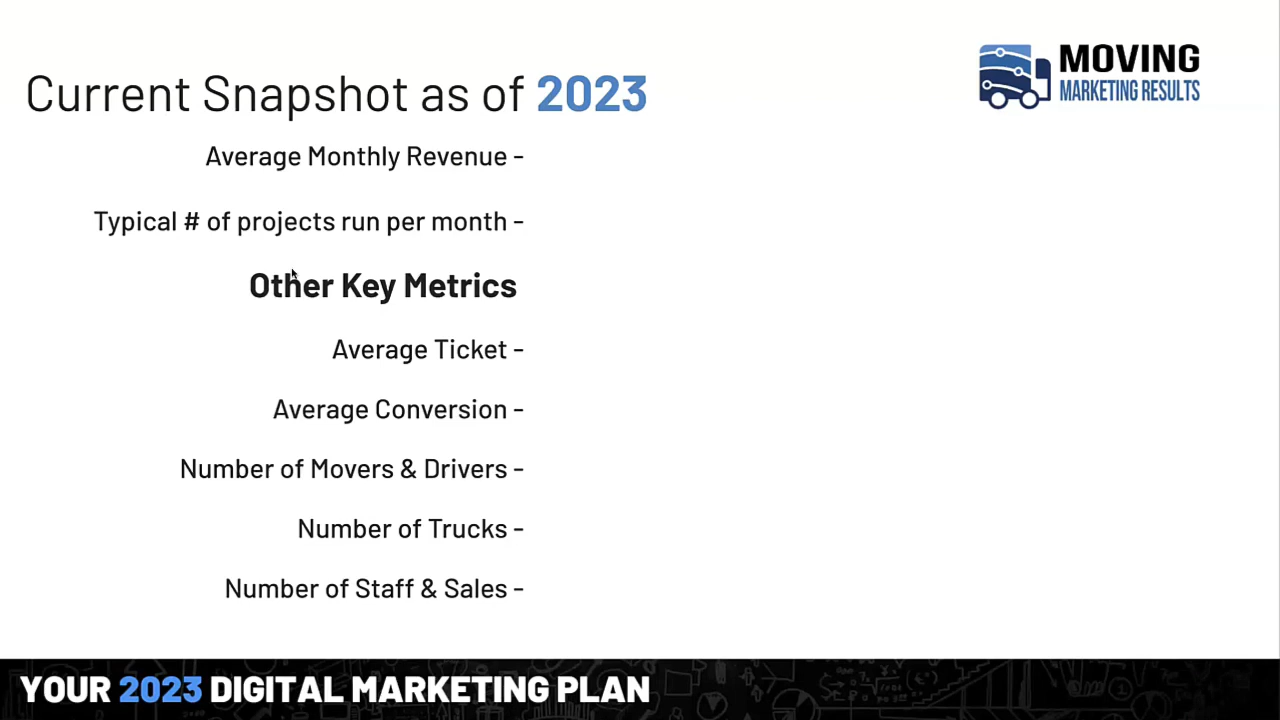 Current Snapshot as of 2023
MOVING
MARKETING RESULTS
Average Monthly Revenue -
Typical # of projects run per month -
Other Key Metrics
Average Ticket -
Average Conversion -
Number of Movers & Drivers -
Number of Trucks -
Number of Staff & Sales -
YOUR 2023 DIGITAL MARKETING PLAN